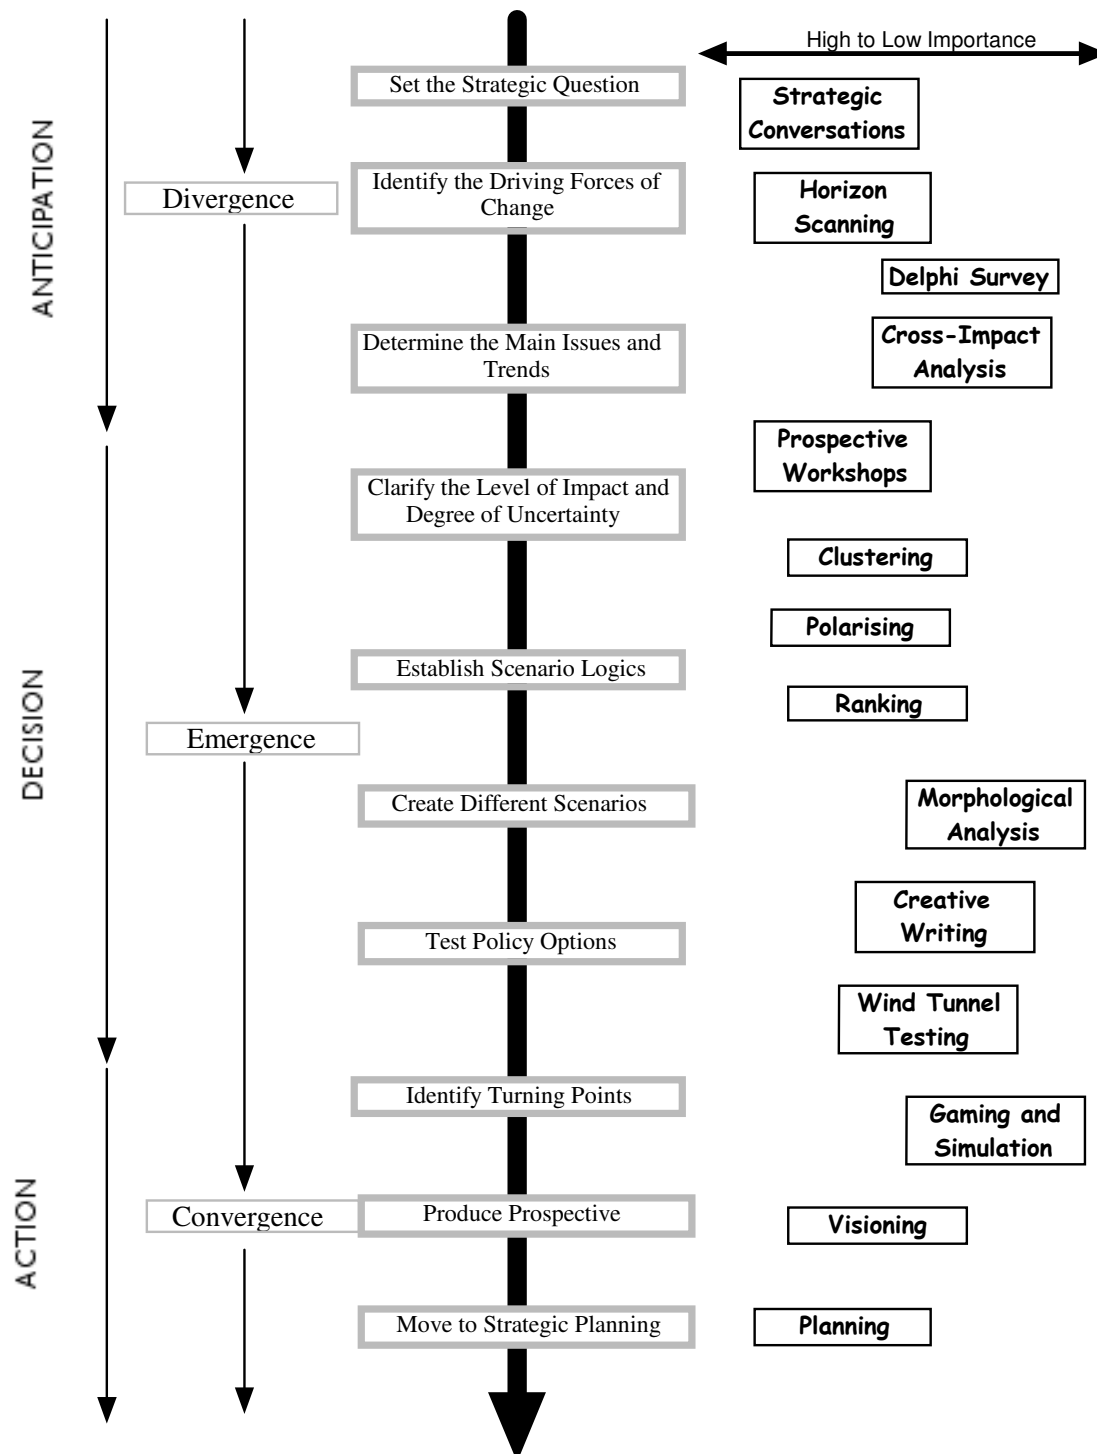 High to Low Importance
Set the Strategic Question
Strategic
Conversations
ANTICIPATION
Divergence
Identify the Driving Forces of
Change
Horizon
Scanning
Delphi Survey
Determine the Main Issues and
Trends
Cross-Impact
Analysis
Prospective
Workshops
Clarify the Level of Impact and
Degree of Uncertainty
Clustering
Polarising
DECISION
Establish Scenario Logics
Ranking
Emergence
Create Different Scenarios
Morphological
Analysis
Creative
Writing
Test Policy Options
Wind Tunnel
Testing
Identify Turning Points
Gaming and
Simulation
ACTION
Convergence
Produce Prospective
Visioning
Move to Strategic Planning
Planning